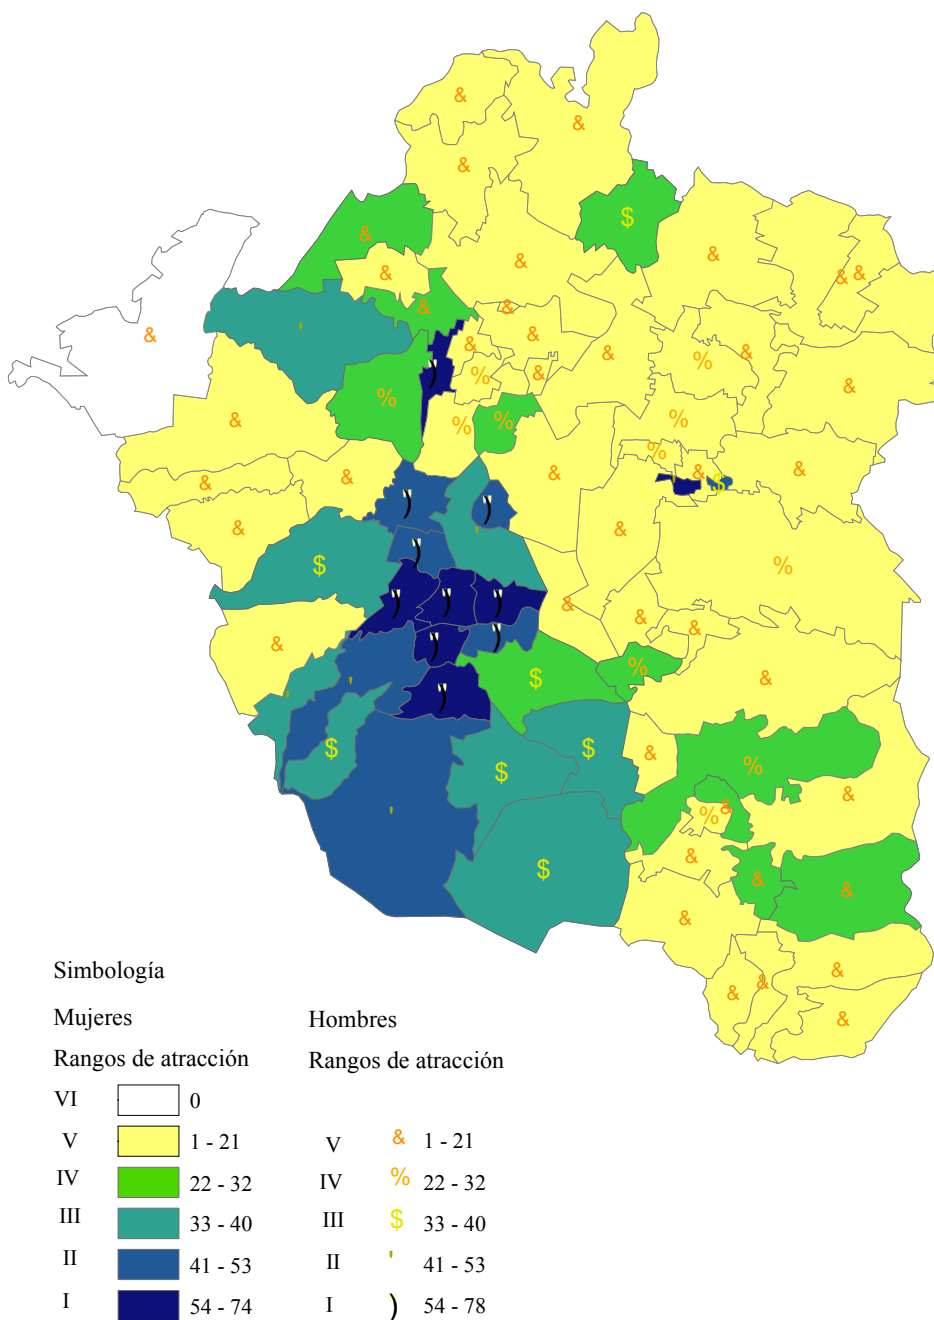 Simbología
Mujeres Hombres
Rangos de atracción Rangos de atracción
VI 0
V 1 - 21 V & 1 - 21
IV 22 - 32 IV % 22 - 32
III 33 - 40 III $ 33 - 40
II 41 - 53 II ' 41 - 53
I 54 - 74 I ) 54 - 78